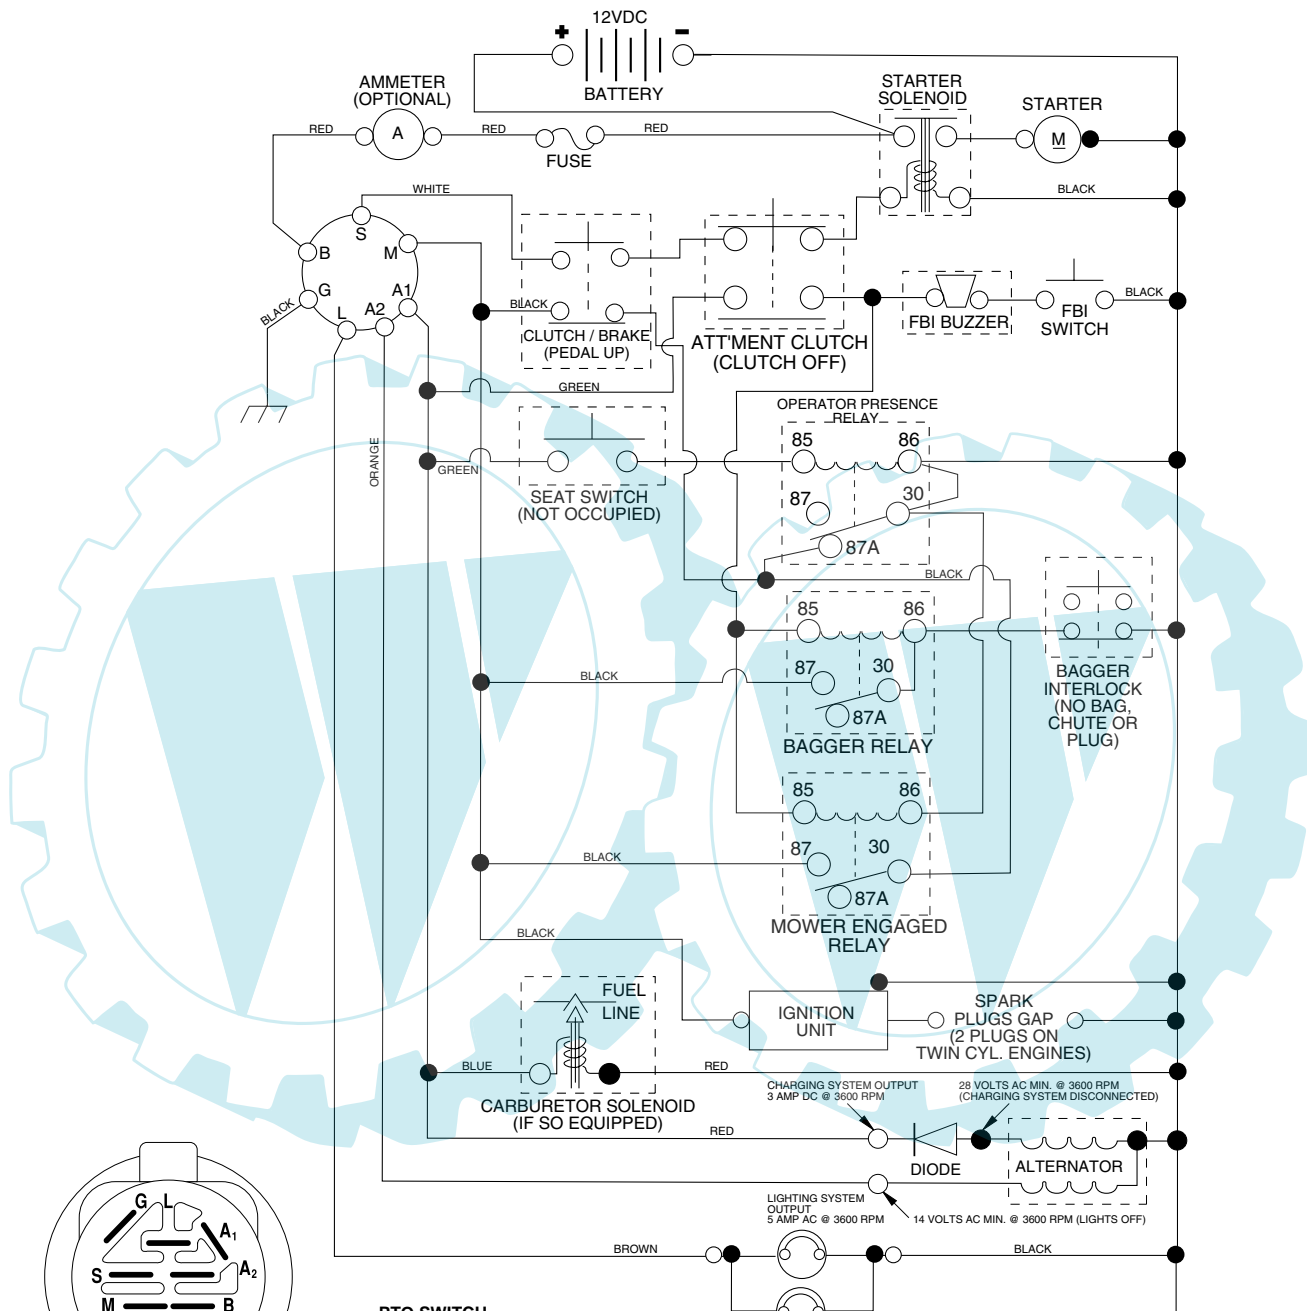 12VDC
+ -
BATTERY
AMMETER
(OPTIONAL)
STARTER
SOLENOID
STARTER
RED
A
RED
FUSE
RED
M
WHITE
BLACK
S
B
M
G
L
A2
A1
BLACK
BLACK
CLUTCH / BRAKE
(PEDAL UP)
ATT'MENT CLUTCH
(CLUTCH OFF)
FBI BUZZER
FBI
SWITCH
BLACK
GREEN
OPERATOR PRESENCE
RELAY
85 86
ORANGE
GREEN
SEAT SWITCH
(NOT OCCUPIED)
87 30
87A
BLACK
85 86
BAGGER
INTERLOCK
(NO BAG,
CHUTE OR
PLUG)
BLACK
87 30
87A
BAGGER RELAY
85 86
BLACK
87 30
87A
MOWER ENGAGED
RELAY
BLACK
FUEL
LINE
IGNITION
UNIT
SPARK
PLUGS GAP
(2 PLUGS ON
TWIN CYL. ENGINES)
BLUE
RED
CARBURETOR SOLENOID
(IF SO EQUIPPED)
CHARGING SYSTEM OUTPUT
3 AMP DC @ 3600 RPM
28 VOLTS AC MIN. @ 3600 RPM
(CHARGING SYSTEM DISCONNECTED)
RED
DIODE
ALTERNATOR
LIGHTING SYSTEM
OUTPUT
5 AMP AC @ 3600 RPM
14 VOLTS AC MIN. @ 3600 RPM (LIGHTS OFF)
BROWN
BLACK
G L
A1
S
A2
M
B
PTO SWITCH